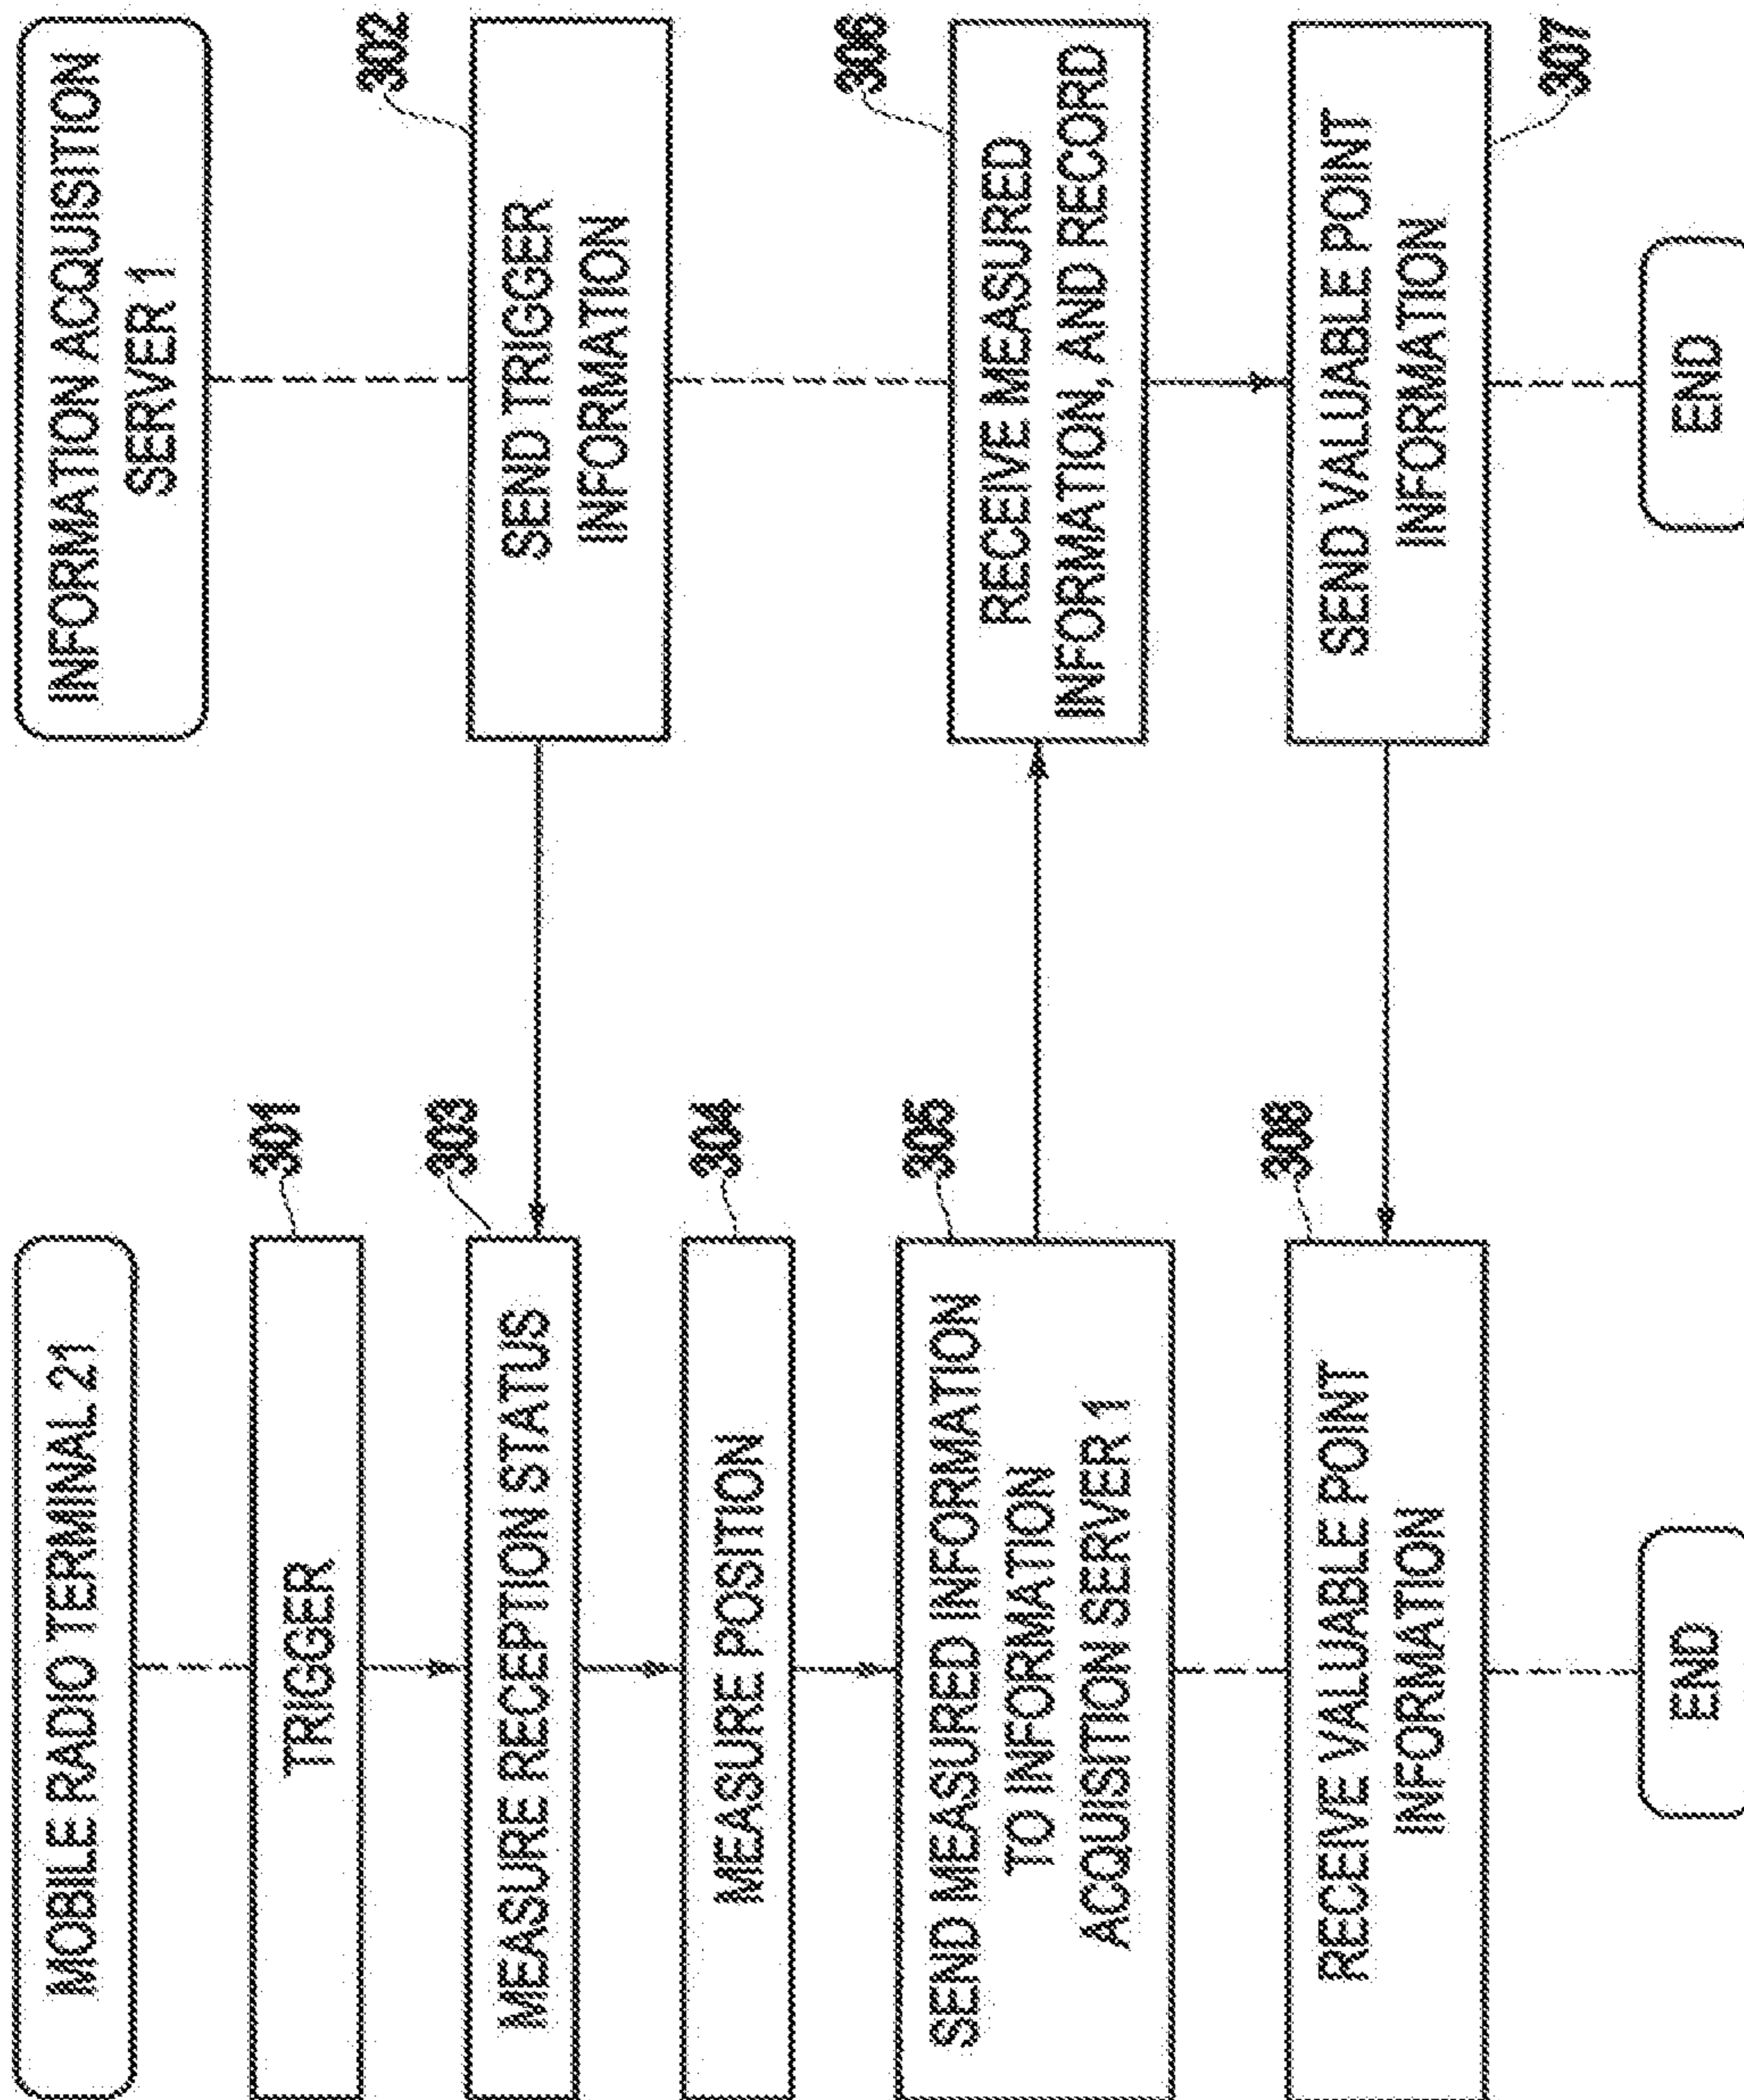 MOBILE RADIO TERMINAL 21
301
TRIGGER
303
MEASURE RECEPTION STATUS
304
MEASURE POSITION
305
SEND MEASURED INFORMATION
TO INFORMATION
ACQUISITION SERVER 1
308
RECEIVE VALUABLE POINT
INFORMATION
END
INFORMATION ACQUISITION
SERVER 1
302
SEND TRIGGER
INFORMATION
306
RECEIVE MEASURED
INFORMATION, AND RECORD
SEND VALUABLE POINT
INFORMATION
307
END